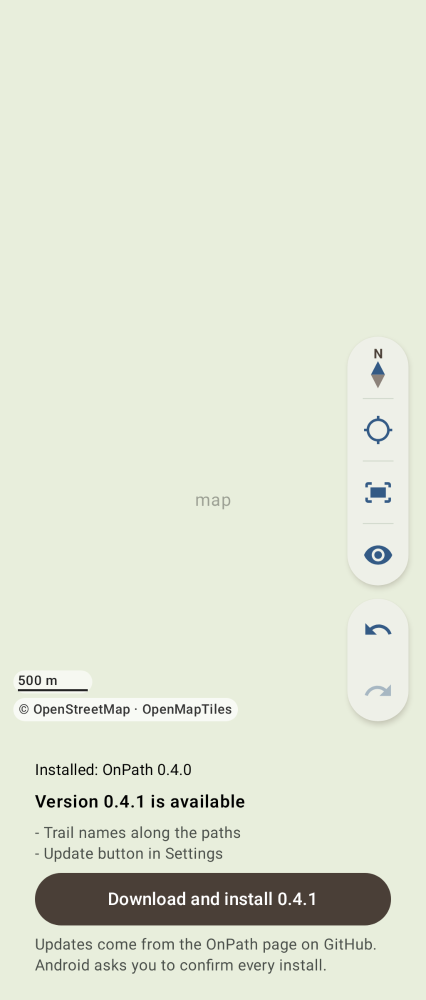 N
map
500 m
© OpenStreetMap · OpenMapTiles
Installed: OnPath 0.4.0
Version 0.4.1 is available
- Trail names along the paths
- Update button in Settings
Download and install 0.4.1
Updates come from the OnPath page on GitHub.
Android asks you to confirm every install.